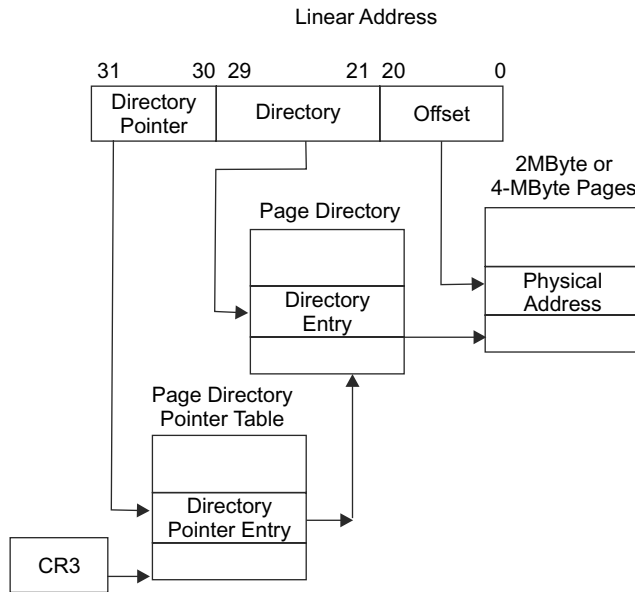 Linear Address
31 30 29 21 20 0
Directory
Pointer
Directory
Offset
2MByte or
4-MByte Pages
Page Directory
Physical
Address
Directory
Entry
Page Directory
Pointer Table
Directory
Pointer Entry
CR3